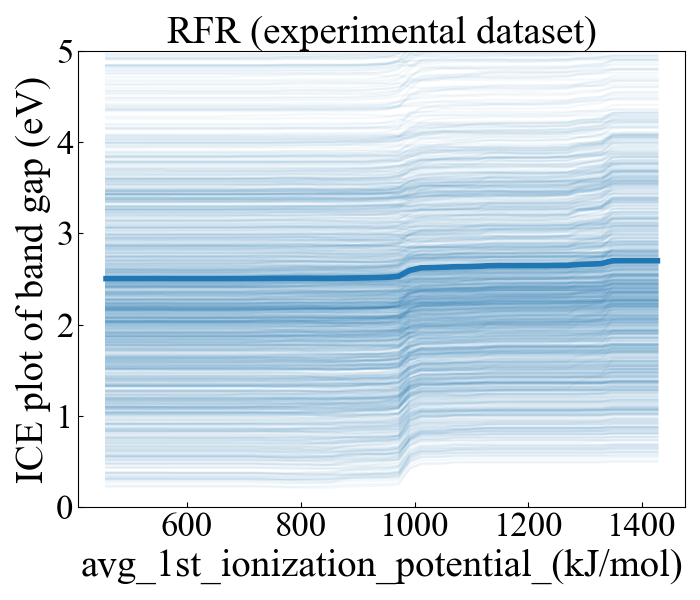 RFR (experimental dataset)
ICE plot of band gap (eV)
5
4
3
2
1
0
600 800 1000 1200 1400
avg_1st_ionization_potential_(kJ/mol)